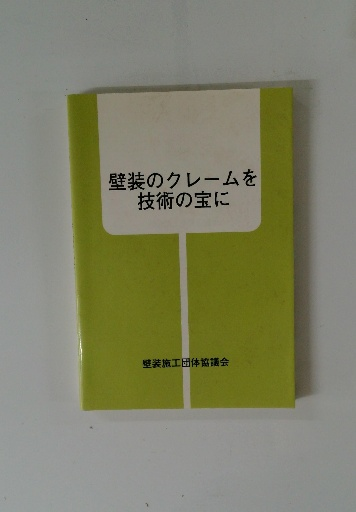 壁装のクレームを
技術の宝に
壁装施工団体協議会